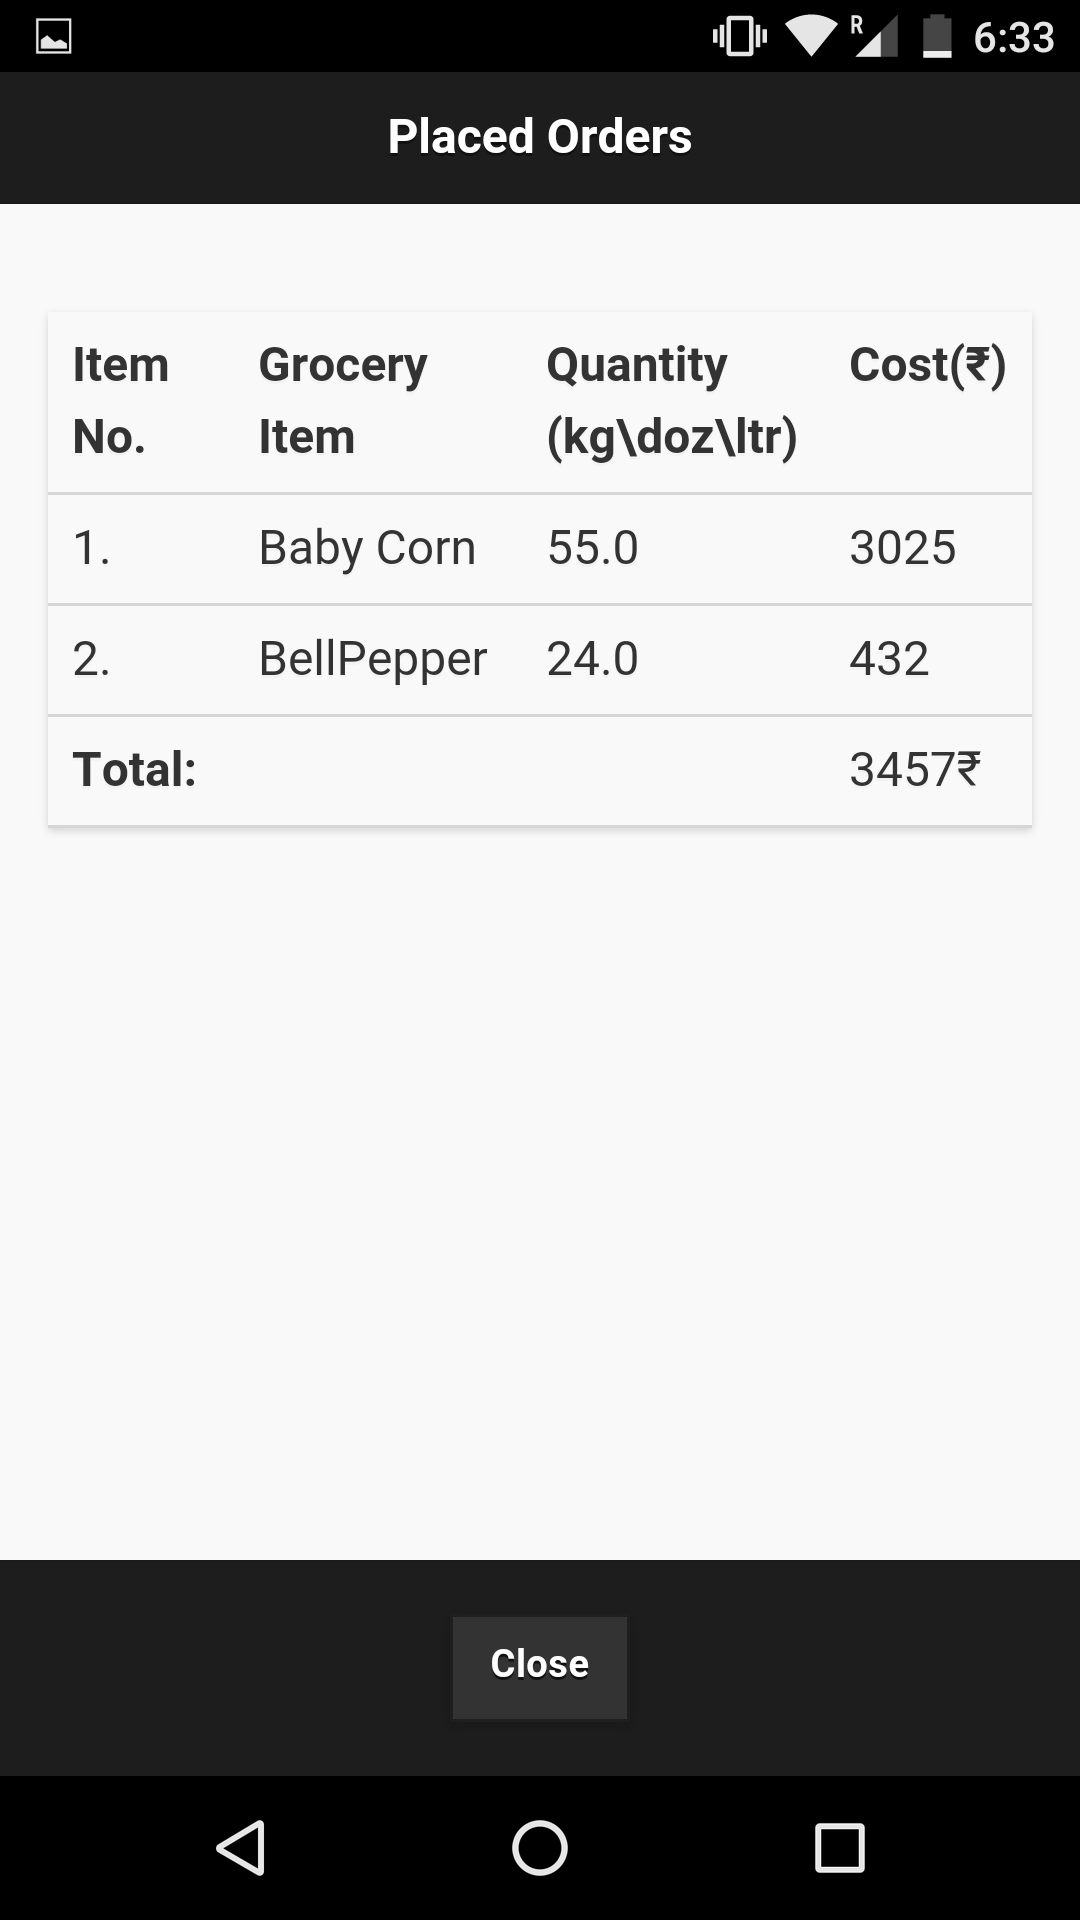 R 6:33
Placed Orders
Item No. Grocery Item Quantity (kg\doz\ltr) Cost(₹)
1. Baby Corn 55.0 3025
2. BellPepper 24.0 432
Total: 3457₹
Close